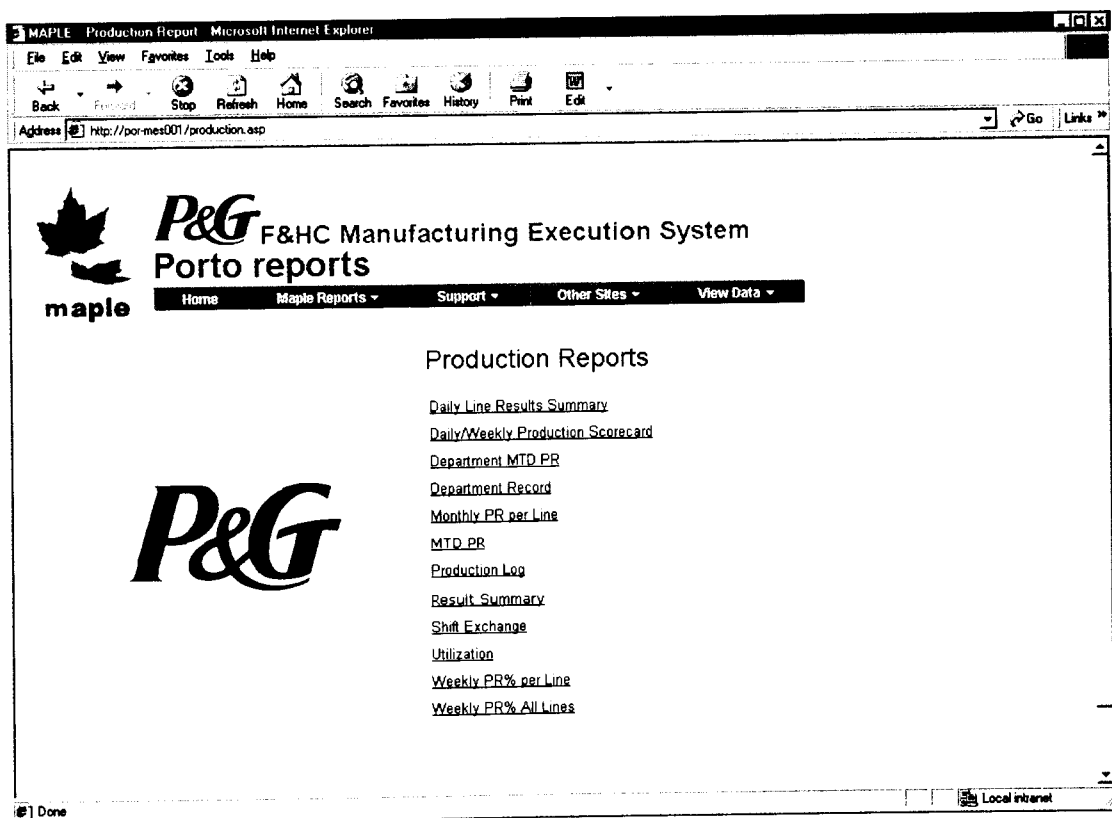 MAPLE Production Report Microsoft Internet Explorer
File Edit View Favorites Tools Help
Back Forward Stop Refresh Home Search Favorites History Print Edit
Address http://por-mes001/production.asp Go Links »
P&G F&HC Manufacturing Execution System
Porto reports
maple
Home Maple Reports Support Other Sites View Data
Production Reports
Daily Line Results Summary
Daily/Weekly Production Scorecard
Department MTD PR
Department Record
Monthly PR per Line
MTD PR
P&G
Production Log
Result Summary
Shift Exchange
Utilization
Weekly PR% per Line
Weekly PR% All Lines
Done Local intranet